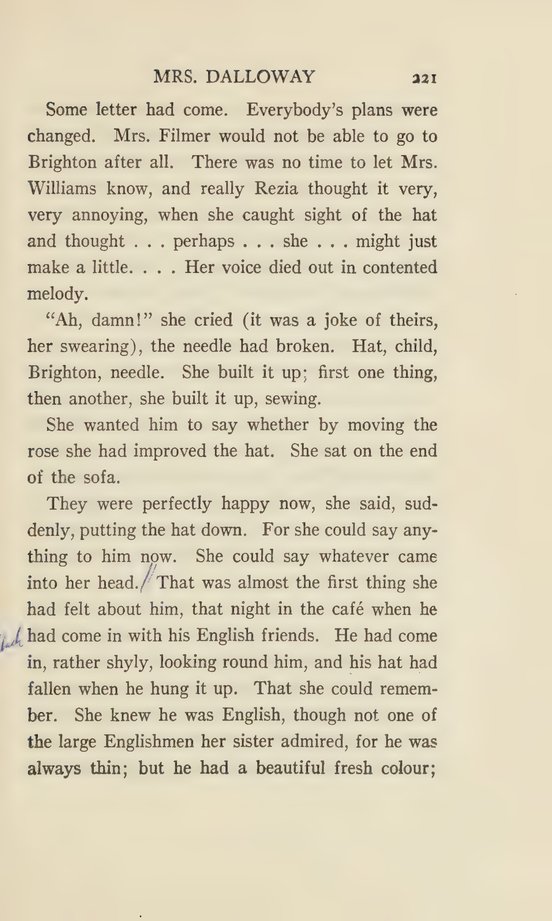 MRS. DALLOWAY 221
Some letter had come. Everybody's plans were
changed. Mrs. Filmer would not be able to go to
Brighton after all. There was no time to let Mrs.
Williams know, and really Rezia thought it very,
very annoying, when she caught sight of the hat
and thought . . . perhaps . . . she . . . might just
make a little. . . . Her voice died out in contented
melody.
"Ah, damn!" she cried (it was a joke of theirs,
her swearing), the needle had broken. Hat, child,
Brighton, needle. She built it up; first one thing,
then another, she built it up, sewing.
She wanted him to say whether by moving the
rose she had improved the hat. She sat on the end
of the sofa.
They were perfectly happy now, she said, sud-
denly, putting the hat down. For she could say any-
thing to him now. She could say whatever came
into her head. That was almost the first thing she
had felt about him, that night in the café when he
had come in with his English friends. He had come
in, rather shyly, looking round him, and his hat had
fallen when he hung it up. That she could remem-
ber. She knew he was English, though not one of
the large Englishmen her sister admired, for he was
always thin; but he had a beautiful fresh colour;